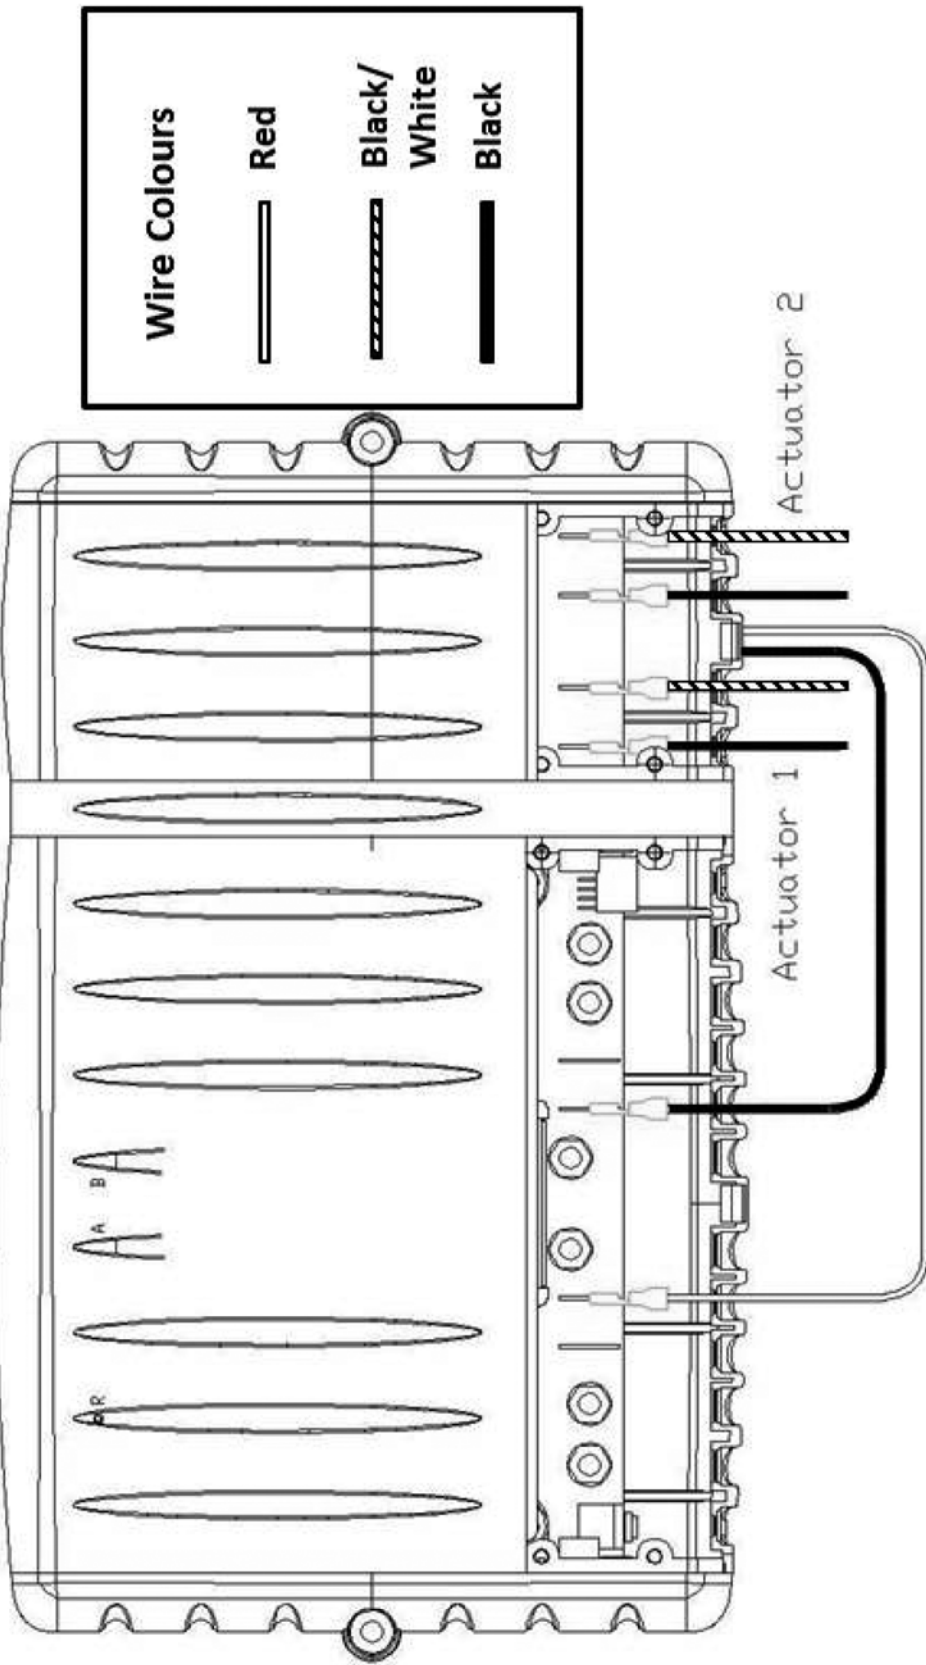 Wire Colours
Red
Black/
White
Black
R
A
B
Actuator 1
Actuator 2